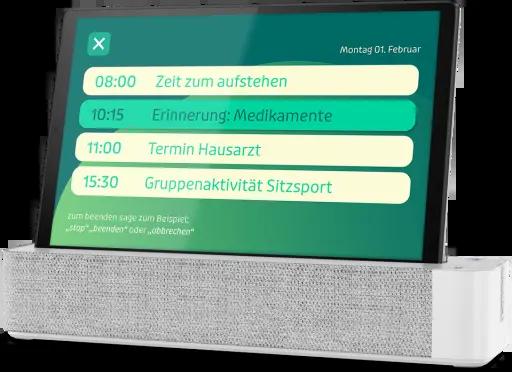 Montag 01. Februar
08:00 Zeit zum aufstehen
10:15 Erinnerung: Medikamente
11:00 Termin Hausarzt
15:30 Gruppenaktivität Sitzsport
zum beenden sage zum Beispiel:
„stop“ „beenden“ oder „abbrechen“